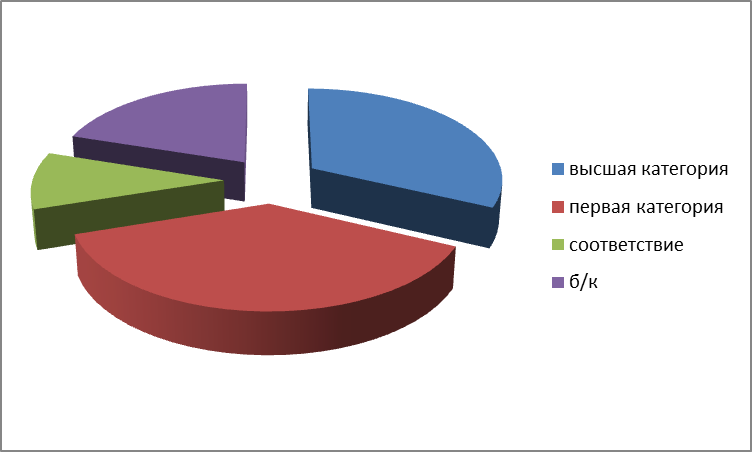 высшая категория
первая категория
соответствие
б/к